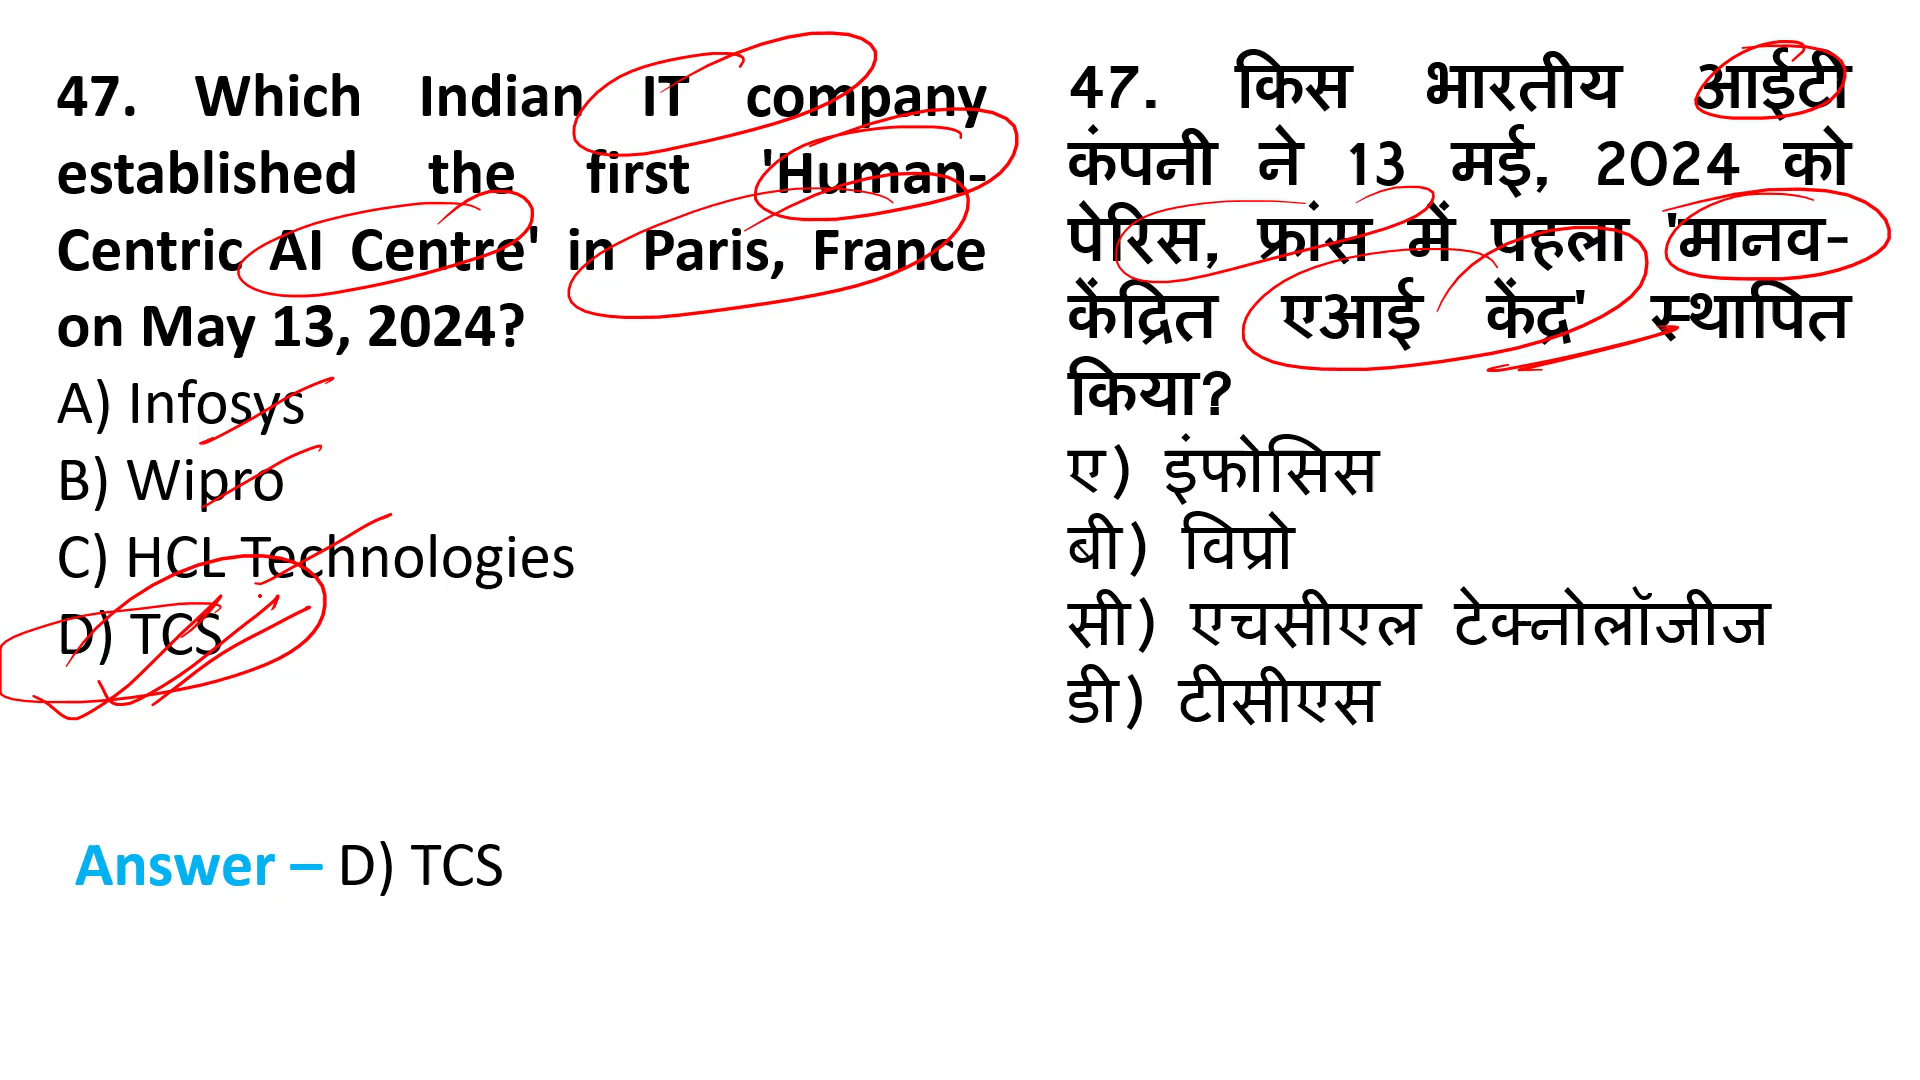 47. Which Indian IT company
established the first 'Human-
Centric AI Centre' in Paris, France
on May 13, 2024?
A) Infosys
B) Wipro
C) HCL Technologies
D) TCS
Answer – D) TCS
47. किस भारतीय आईटी
कंपनी ने 13 मई, 2024 को
पेरिस, फ्रांस में पहला 'मानव-
केंद्रित एआई केंद्र' स्थापित
किया?
ए) इंफोसिस
बी) विप्रो
सी) एचसीएल टेक्नोलॉजीज
डी) टीसीएस